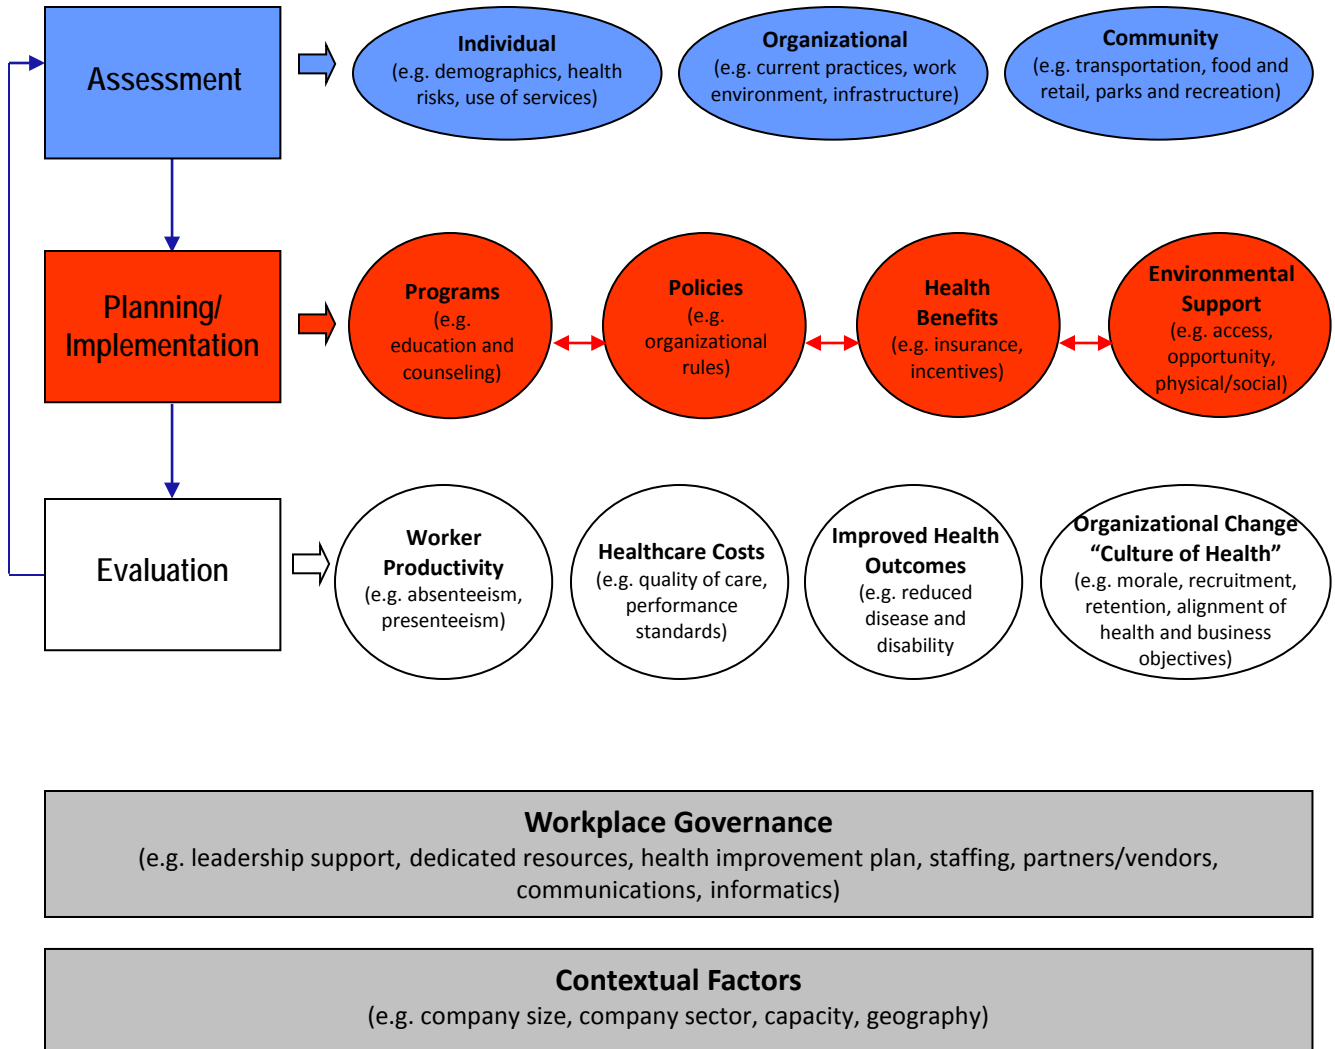 Assessment
Individual
(e.g. demographics, health
risks, use of services)
Organizational
(e.g. current practices, work
environment, infrastructure)
Community
(e.g. transportation, food and
retail, parks and recreation)
Planning/
Implementation
Programs
(e.g.
education and
counseling)
Policies
(e.g.
organizational
rules)
Health
Benefits
(e.g. insurance,
incentives)
Environmental
Support
(e.g. access,
opportunity,
physical/social)
Evaluation
Worker
Productivity
(e.g. absenteeism,
presenteeism)
Healthcare Costs
(e.g. quality of care,
performance
standards)
Improved Health
Outcomes
(e.g. reduced
disease and
disability
Organizational Change
“Culture of Health”
(e.g. morale, recruitment,
retention, alignment of
health and business
objectives)
Workplace Governance
(e.g. leadership support, dedicated resources, health improvement plan, staffing, partners/vendors,
communications, informatics)
Contextual Factors
(e.g. company size, company sector, capacity, geography)